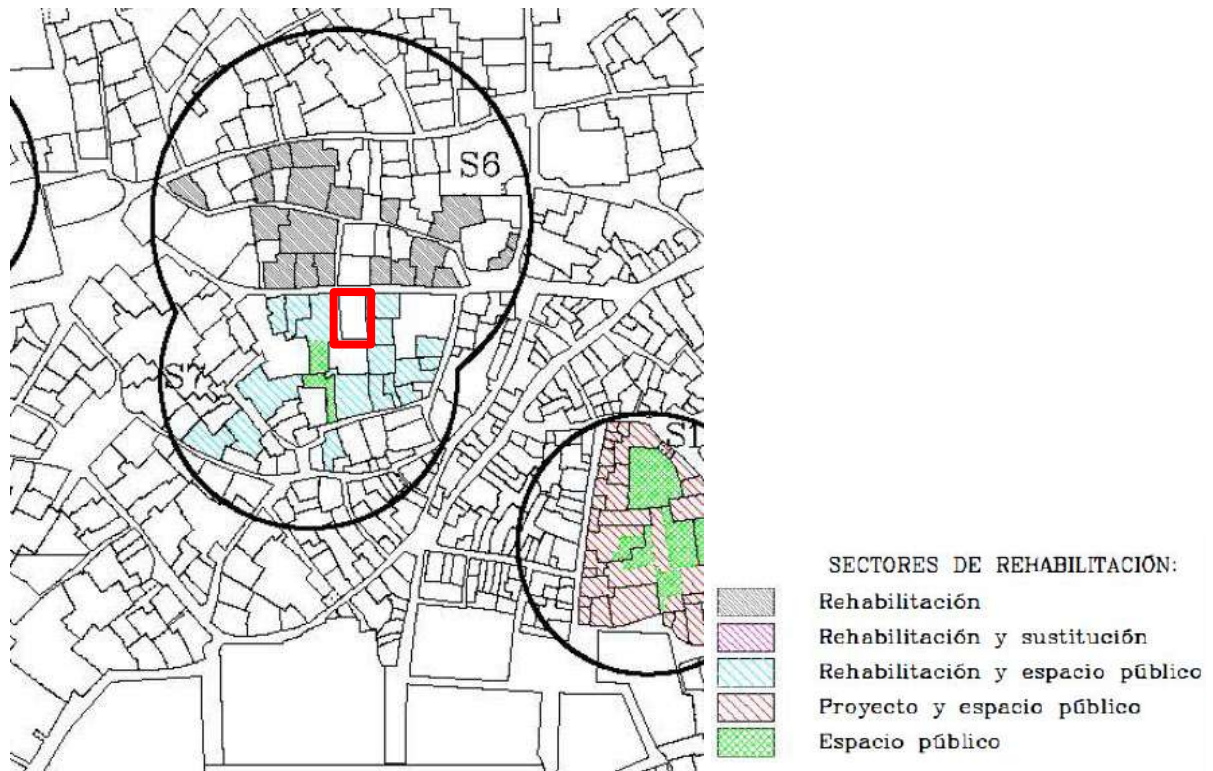 S6
S7
S1
SECTORES DE REHABILITACIÓN:
Rehabilitación
Rehabilitación y sustitución
Rehabilitación y espacio público
Proyecto y espacio público
Espacio público